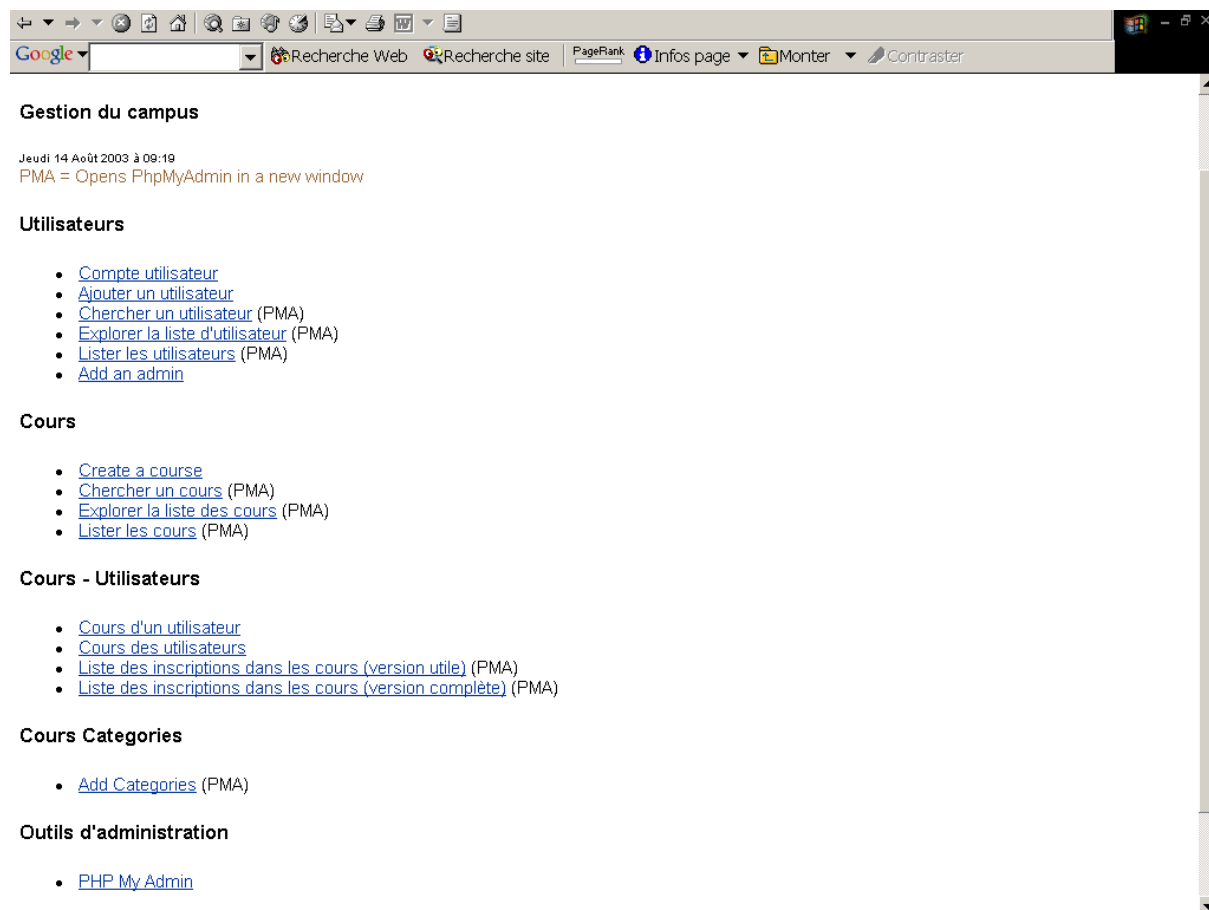 Google Recherche Web Recherche site PageRank Infos page Monter Contraster
Gestion du campus
Jeudi 14 Août 2003 à 09:19
PMA = Opens PhpMyAdmin in a new window
Utilisateurs
Compte utilisateur
Ajouter un utilisateur
Chercher un utilisateur (PMA)
Explorer la liste d'utilisateur (PMA)
Lister les utilisateurs (PMA)
Add an admin
Cours
Create a course
Chercher un cours (PMA)
Explorer la liste des cours (PMA)
Lister les cours (PMA)
Cours - Utilisateurs
Cours d'un utilisateur
Cours des utilisateurs
Liste des inscriptions dans les cours (version utile) (PMA)
Liste des inscriptions dans les cours (version complète) (PMA)
Cours Categories
Add Categories (PMA)
Outils d'administration
PHP My Admin